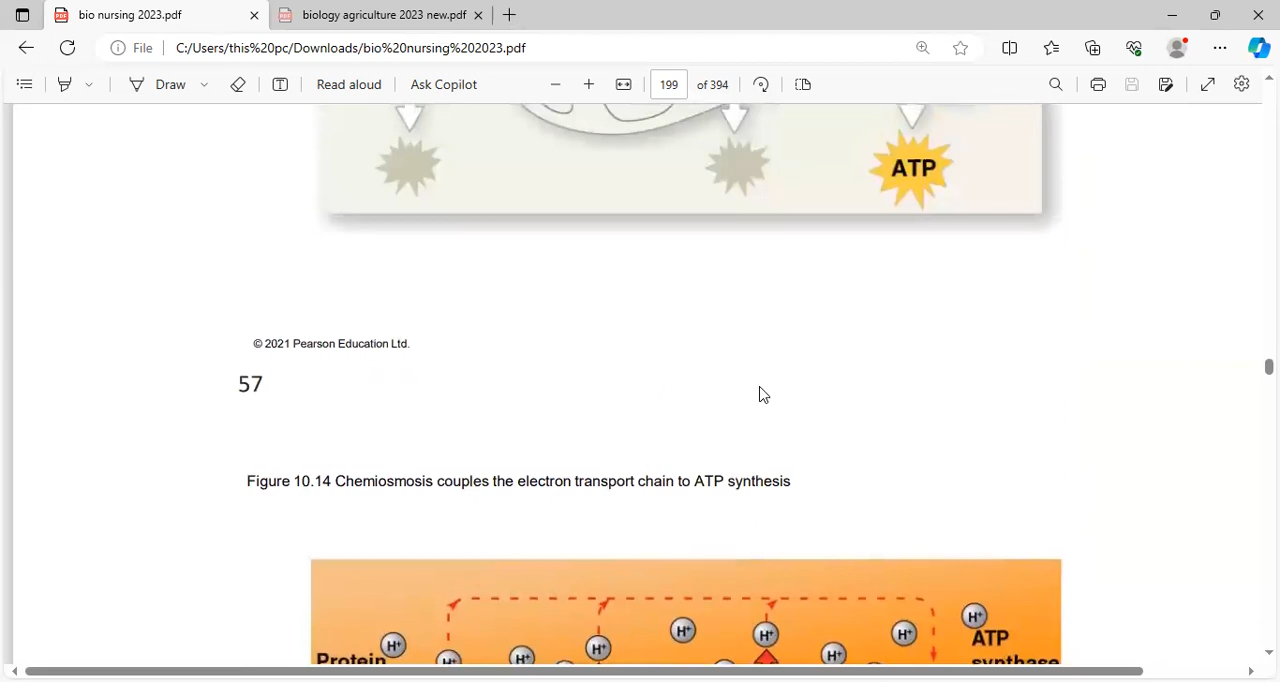 bio nursing 2023.pdf
biology agriculture 2023 new.pdf
File
C:/Users/this%20pc/Downloads/bio%20nursing%202023.pdf
Draw
Read aloud
Ask Copilot
199 of 394
ATP
© 2021 Pearson Education Ltd.
57
Figure 10.14 Chemiosmosis couples the electron transport chain to ATP synthesis
H+ H+ H+ H+ H+
H+ H+ H+ H+
Protein
ATP
synthase